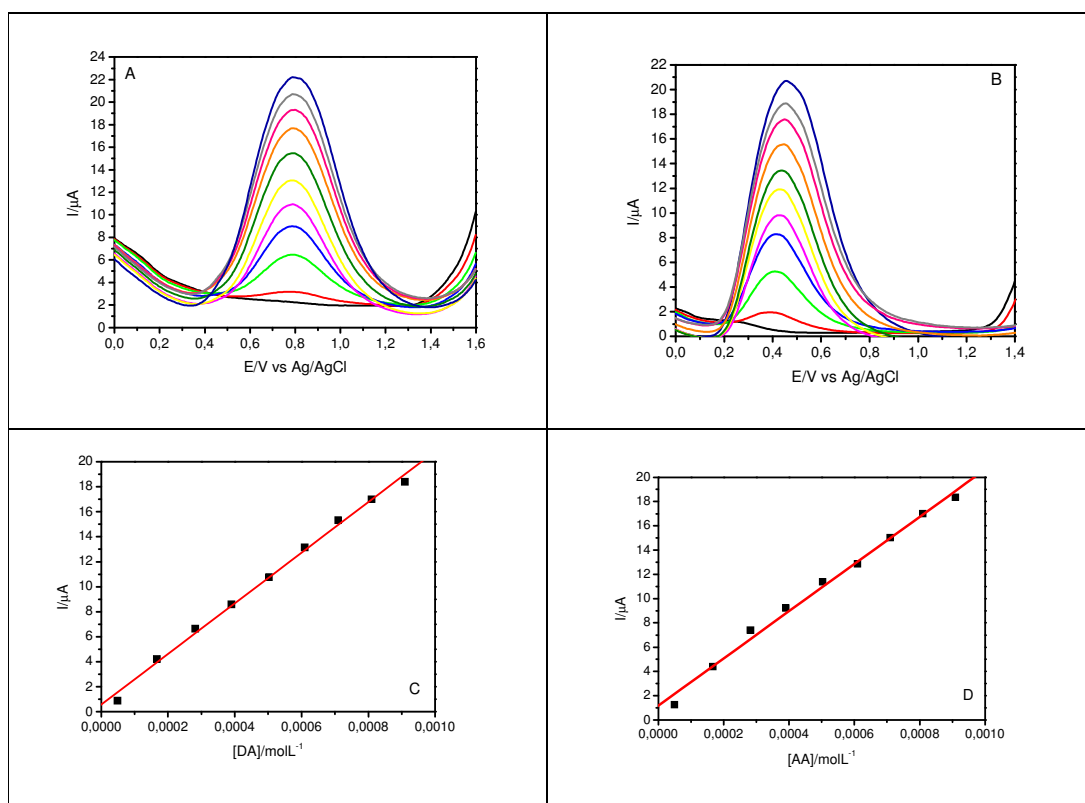 A
I/µA
24
22
20
18
16
14
12
10
8
6
4
2
0
0,0 0,2 0,4 0,6 0,8 1,0 1,2 1,4 1,6
E/V vs Ag/AgCl
B
I/µA
22
20
18
16
14
12
10
8
6
4
2
0
0,0 0,2 0,4 0,6 0,8 1,0 1,2 1,4
E/V vs Ag/AgCl
I/µA
20
18
16
14
12
10
8
6
4
2
0
C
0,0000 0,0002 0,0004 0,0006 0,0008 0,0010
[DA]/molL⁻¹
I/µA
20
18
16
14
12
10
8
6
4
2
0
D
0,0000 0,0002 0,0004 0,0006 0,0008 0,0010
[AA]/molL⁻¹